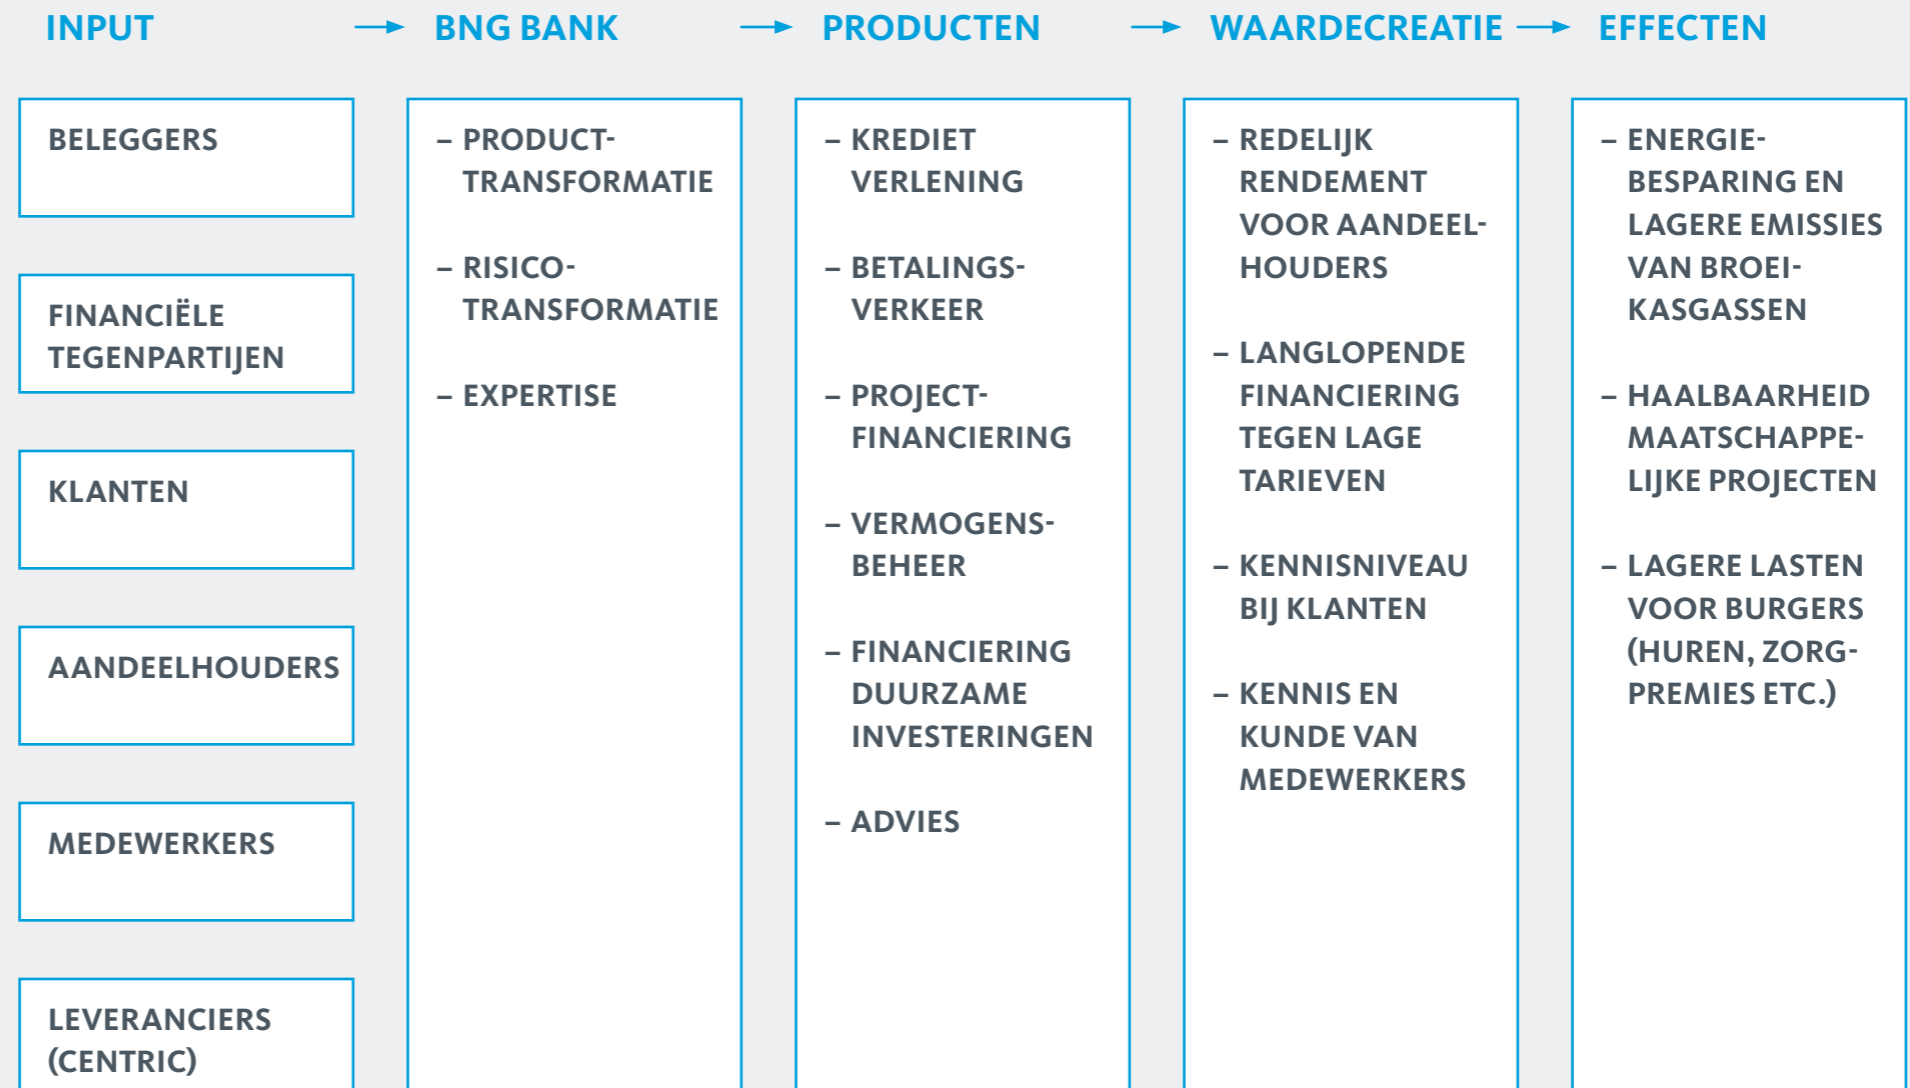 INPUT → BNG BANK → PRODUCTEN → WAARDECREATIE → EFFECTEN
BELEGGERS
FINANCIËLE
TEGENPARTIJEN
KLANTEN
AANDEELHOUDERS
MEDEWERKERS
LEVERANCIERS
(CENTRIC)
– PRODUCT-
TRANSFORMATIE
– RISICO-
TRANSFORMATIE
– EXPERTISE
– KREDIET
VERLENING
– BETALINGS-
VERKEER
– PROJECT-
FINANCIERING
– VERMOGENS-
BEHEER
– FINANCIERING
DUURZAME
INVESTERINGEN
– ADVIES
– REDELIJK
RENDEMENT
VOOR AANDEEL-
HOUDERS
– LANGLOPENDE
FINANCIERING
TEGEN LAGE
TARIEVEN
– KENNISNIVEAU
BIJ KLANTEN
– KENNIS EN
KUNDE VAN
MEDEWERKERS
– ENERGIE-
BESPARING EN
LAGERE EMISSIES
VAN BROEI-
KASGASSEN
– HAALBAARHEID
MAATSCHAPPE-
LIJKE PROJECTEN
– LAGERE LASTEN
VOOR BURGERS
(HUREN, ZORG-
PREMIES ETC.)